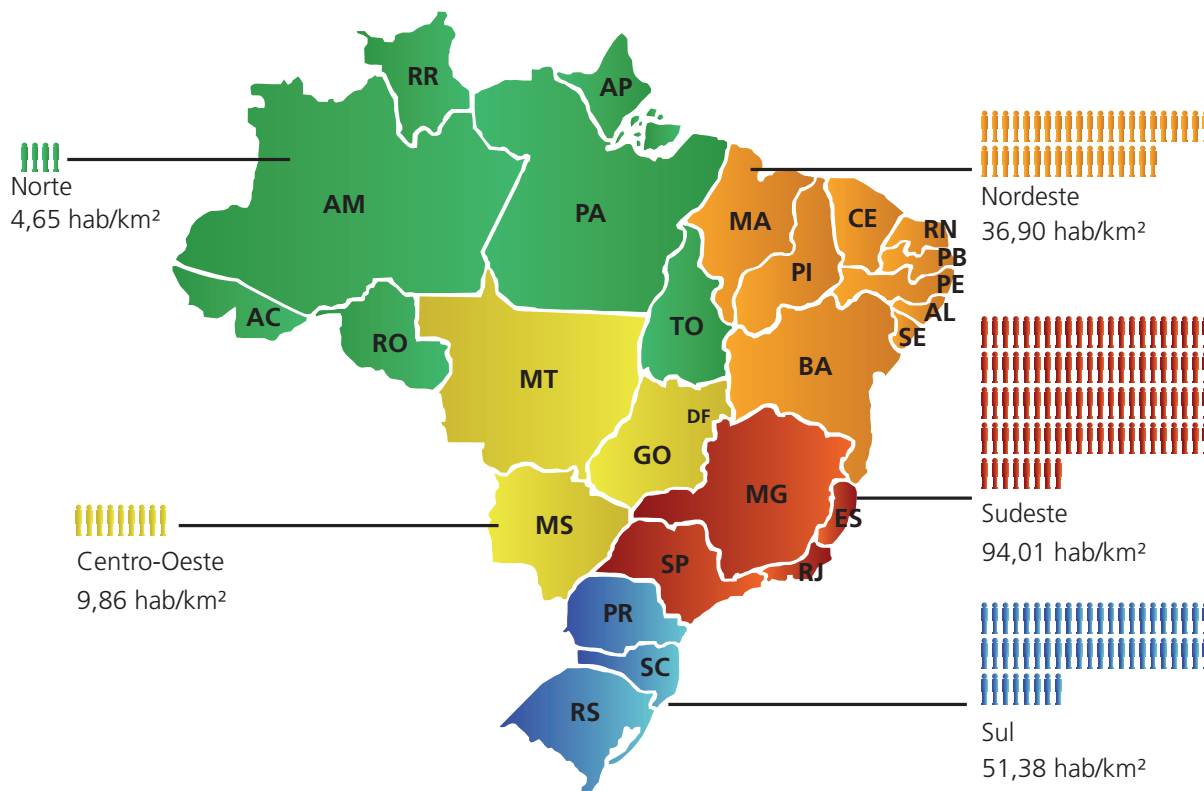 RR
AP
Norte
4,65 hab/km²
AM
PA
MA
CE
RN
PB
PE
AL
SE
PI
Nordeste
36,90 hab/km²
AC
RO
TO
BA
MT
DF
GO
MG
ES
Sudeste
94,01 hab/km²
MS
Centro-Oeste
9,86 hab/km²
SP
RJ
PR
SC
RS
Sul
51,38 hab/km²